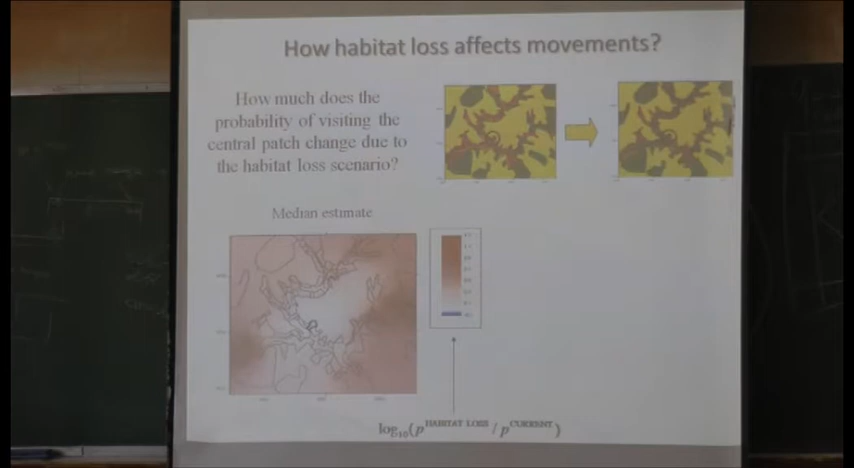 How habitat loss affects movements?
How much does the
probability of visiting the
central patch change due to
the habitat loss scenario?
Median estimate
log₁₀(p^HABITAT LOSS / p^CURRENT)